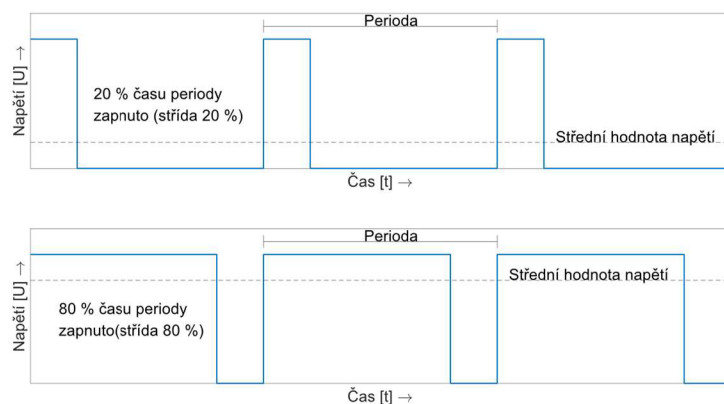 Perioda
Napětí [U] →
20 % času periody
zapnuto (střída 20 %)
Střední hodnota napětí
Čas [t] →
Perioda
Napětí [U] →
Střední hodnota napětí
80 % času periody
zapnuto(střída 80 %)
Čas [t] →